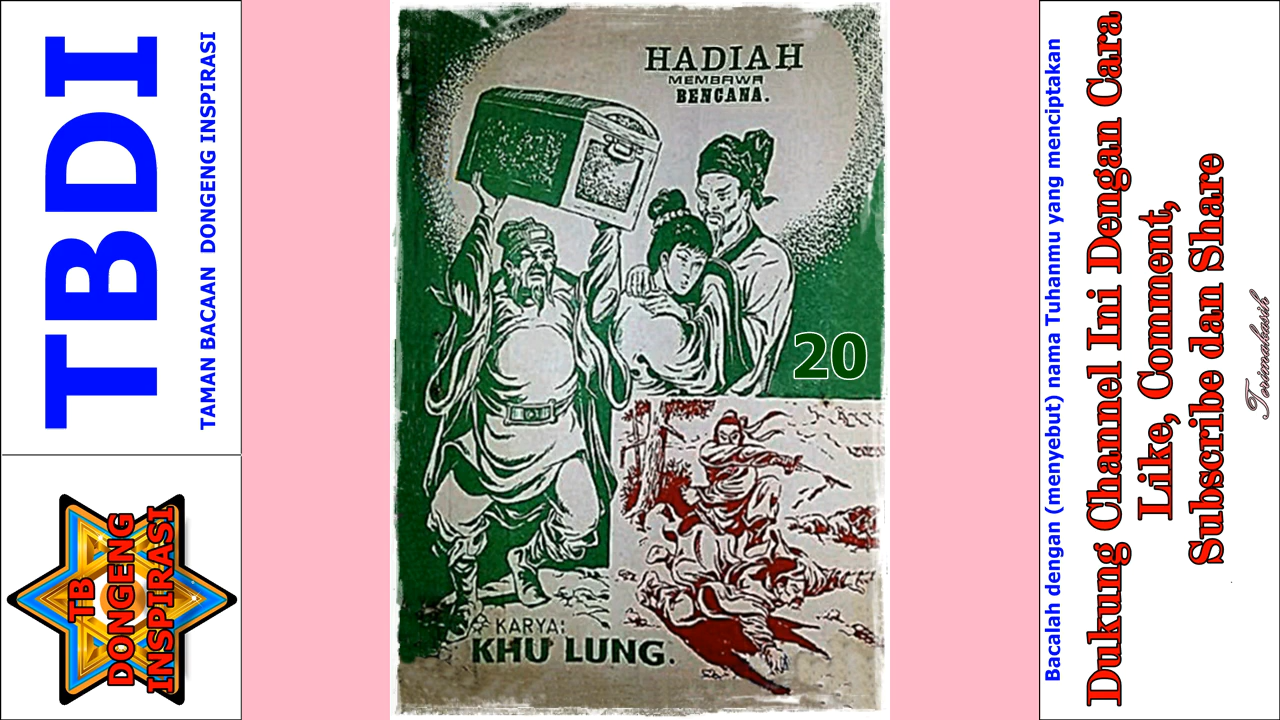 TBDI
TAMAN BACAAN DONGENG INSPIRASI
TB
DONGENG
INSPIRASI
HADIAH
MEMBAWA
BENCANA.
20
KARYA:
KHU LUNG.
Bacalah dengan (menyebut) nama Tuhanmu yang menciptakan
Dukung Channel Ini Dengan Cara
Like, Comment,
Subscribe dan Share
Terimakasih